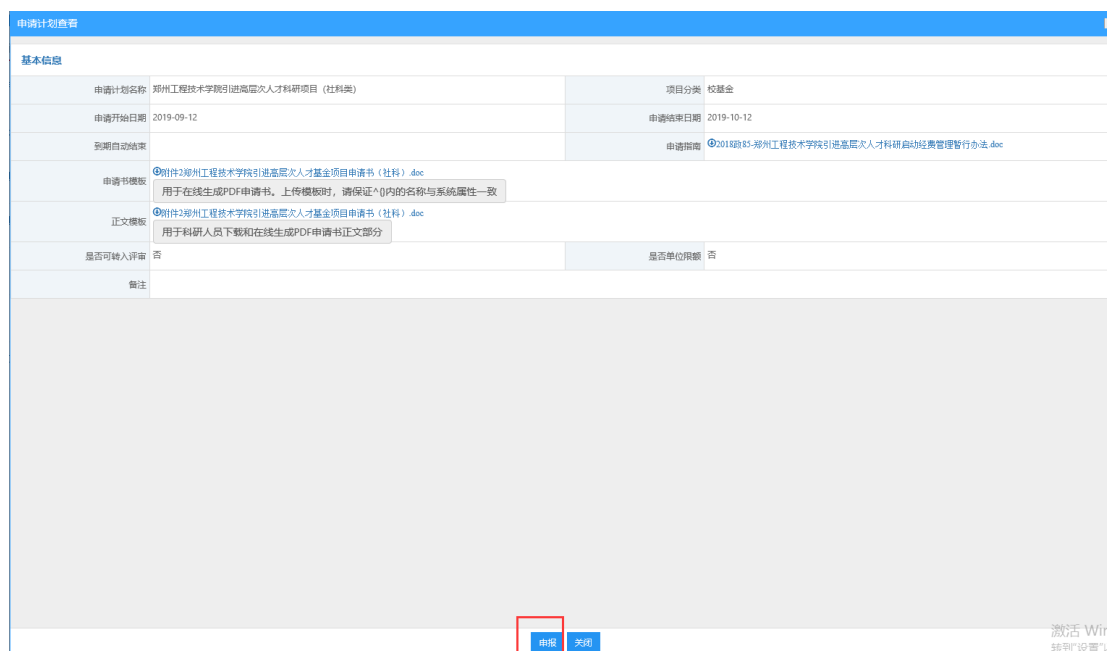 申请计划查看
基本信息
申请计划名称 郑州工程技术学院引进高层次人才科研项目（社科类） 项目分类 校基金
申请开始日期 2019-09-12 申请结束日期 2019-10-12
到期自动结束 申请指南 2018政85-郑州工程技术学院引进高层次人才科研启动经费管理暂行办法.doc
申请书模板 附件2郑州工程技术学院引进高层次人才基金项目申请书（社科）.doc
用于在线生成PDF申请书。上传模板时，请保证^{}内的名称与系统属性一致
正文模板 附件2郑州工程技术学院引进高层次人才基金项目申请书（社科）.doc
用于科研人员下载和在线生成PDF申请书正文部分
是否可转入评审 否 是否单位限额 否
备注
申报 关闭
激活 Win
转到"设置"以